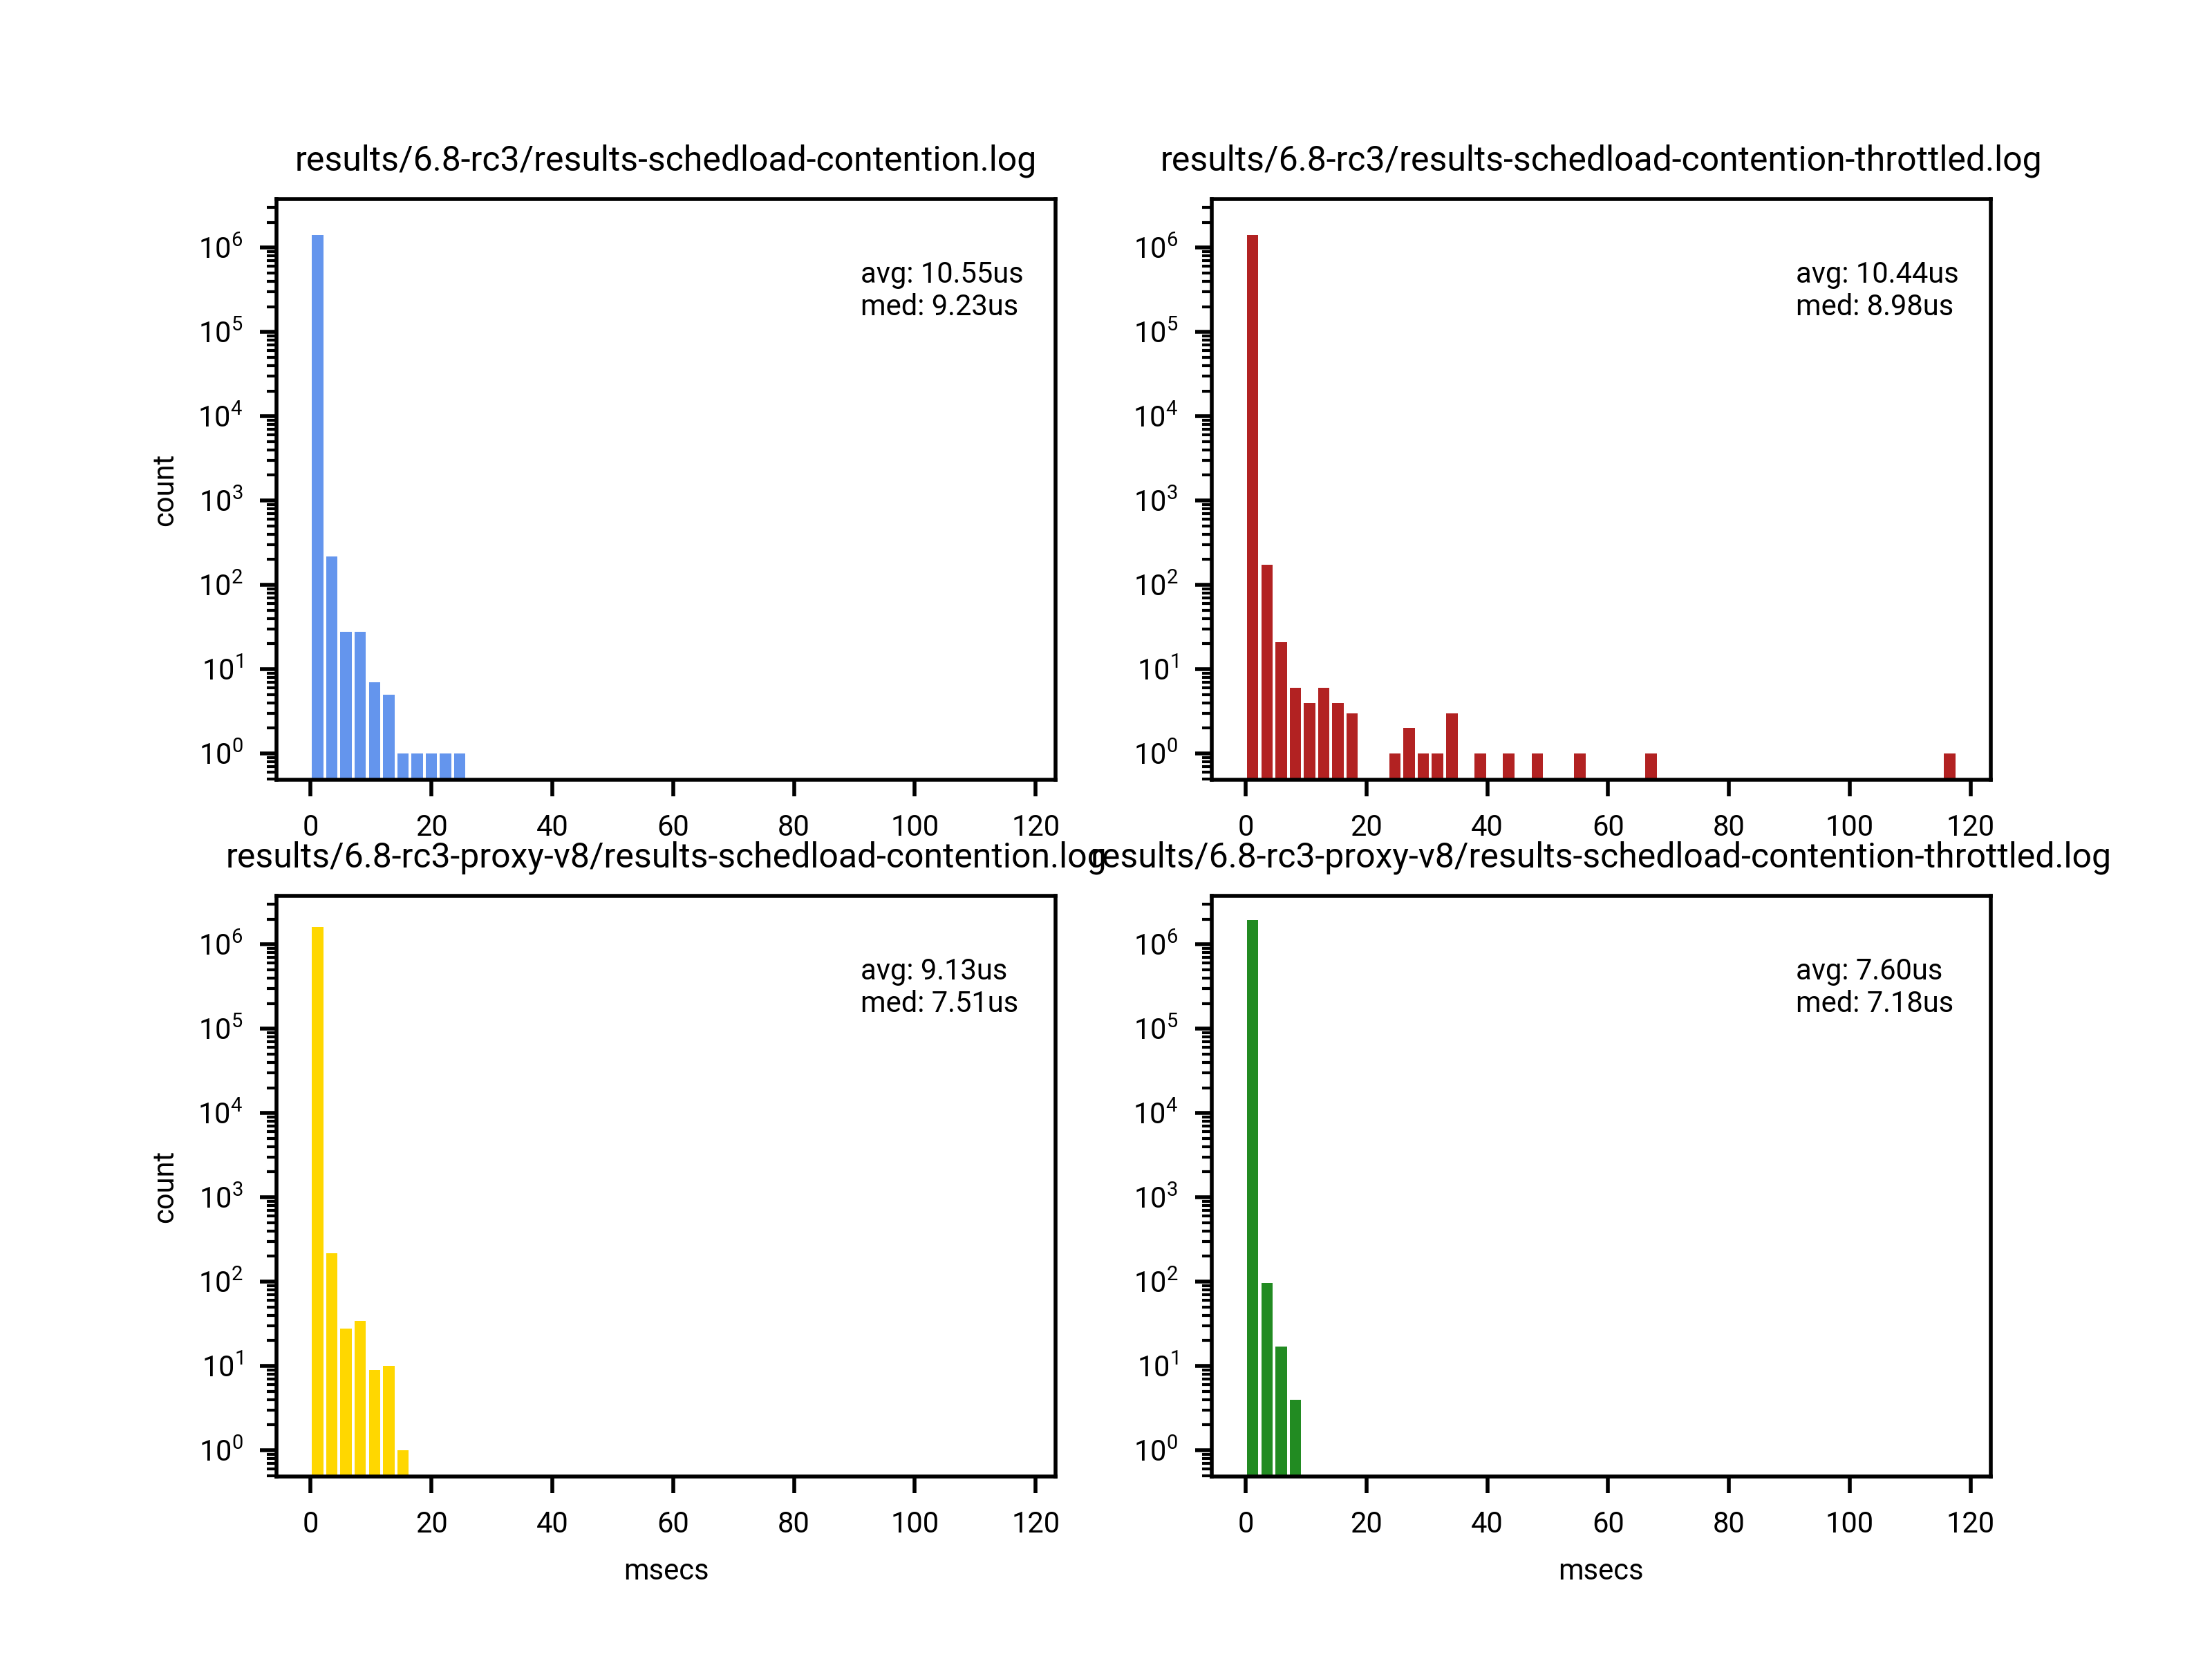 results/6.8-rc3/results-schedload-contention.log
avg: 10.55us
med: 9.23us
count
10^6
10^5
10^4
10^3
10^2
10^1
10^0
0 20 40 60 80 100 120
results/6.8-rc3/results-schedload-contention-throttled.log
avg: 10.44us
med: 8.98us
10^6
10^5
10^4
10^3
10^2
10^1
10^0
0 20 40 60 80 100 120
results/6.8-rc3-proxy-v8/results-schedload-contention.log
avg: 9.13us
med: 7.51us
count
10^6
10^5
10^4
10^3
10^2
10^1
10^0
0 20 40 60 80 100 120
msecs
results/6.8-rc3-proxy-v8/results-schedload-contention-throttled.log
avg: 7.60us
med: 7.18us
10^6
10^5
10^4
10^3
10^2
10^1
10^0
0 20 40 60 80 100 120
msecs